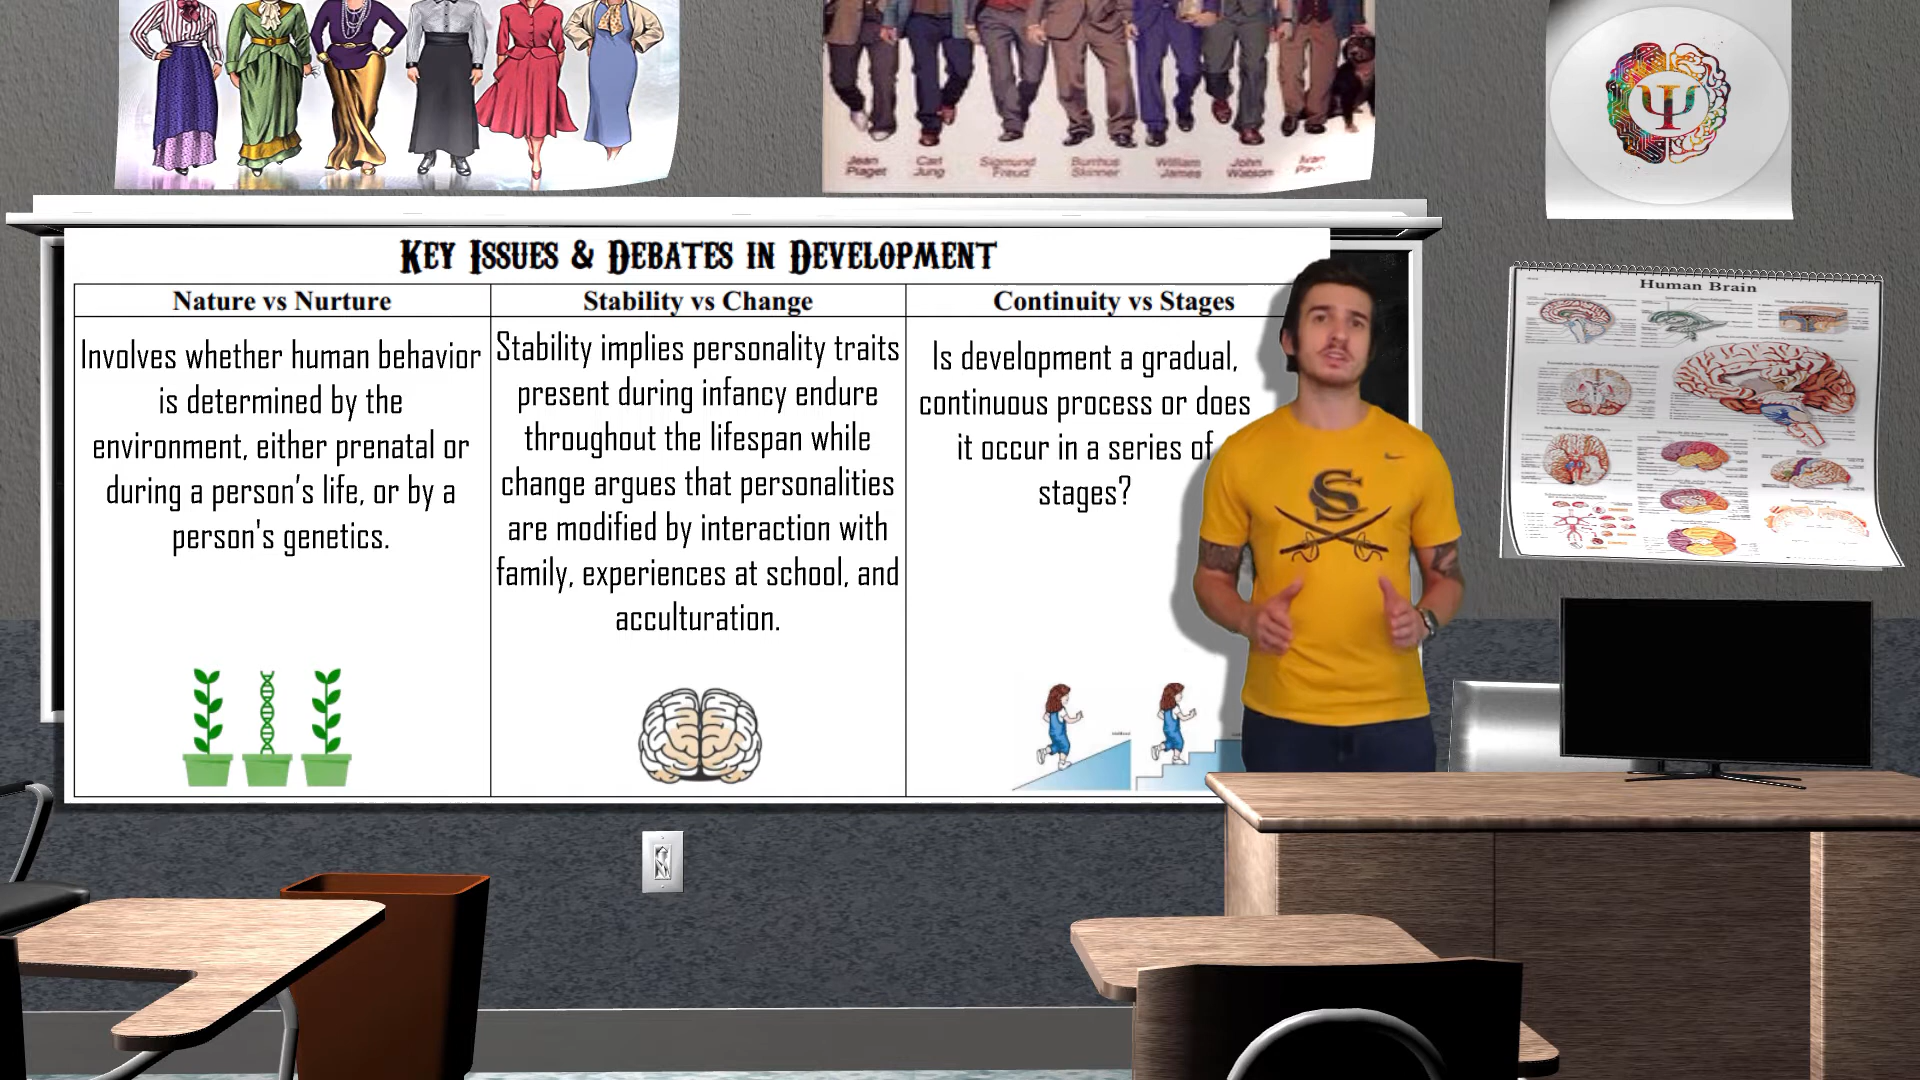 Jean
Piaget
Carl
Jung
Sigmund
Freud
Burrhus
Skinner
William
James
John
Watson
Ivan
Ψ
KEY ISSUES & DEBATES IN DEVELOPMENT
Nature vs Nurture
Involves whether human behavior
is determined by the
environment, either prenatal or
during a person's life, or by a
person's genetics.
Stability vs Change
Stability implies personality traits
present during infancy endure
throughout the lifespan while
change argues that personalities
are modified by interaction with
family, experiences at school, and
acculturation.
Continuity vs Stages
Is development a gradual,
continuous process or does
it occur in a series of
stages?
S
Human Brain